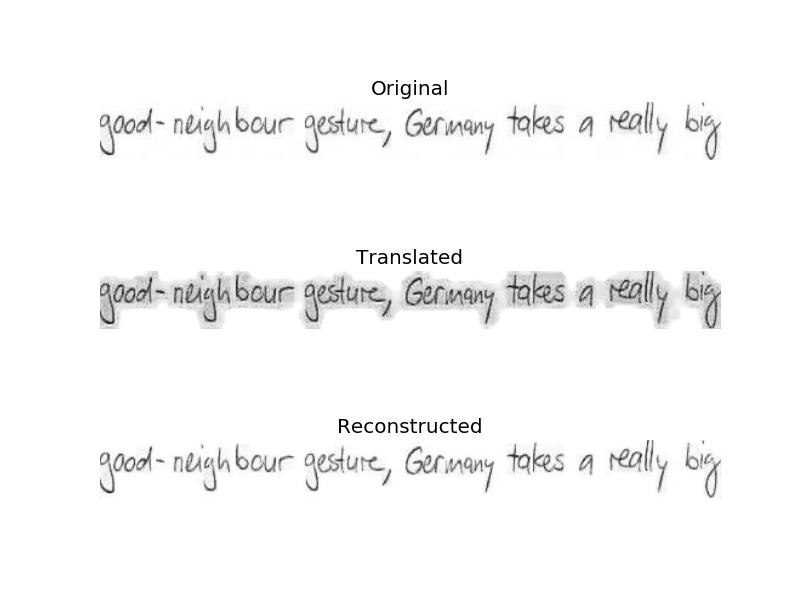 Original
good-neighbour gesture, Germany takes a really big
Translated
good-neighbour gesture, Germany takes a really big
Reconstructed
good-neighbour gesture, Germany takes a really big